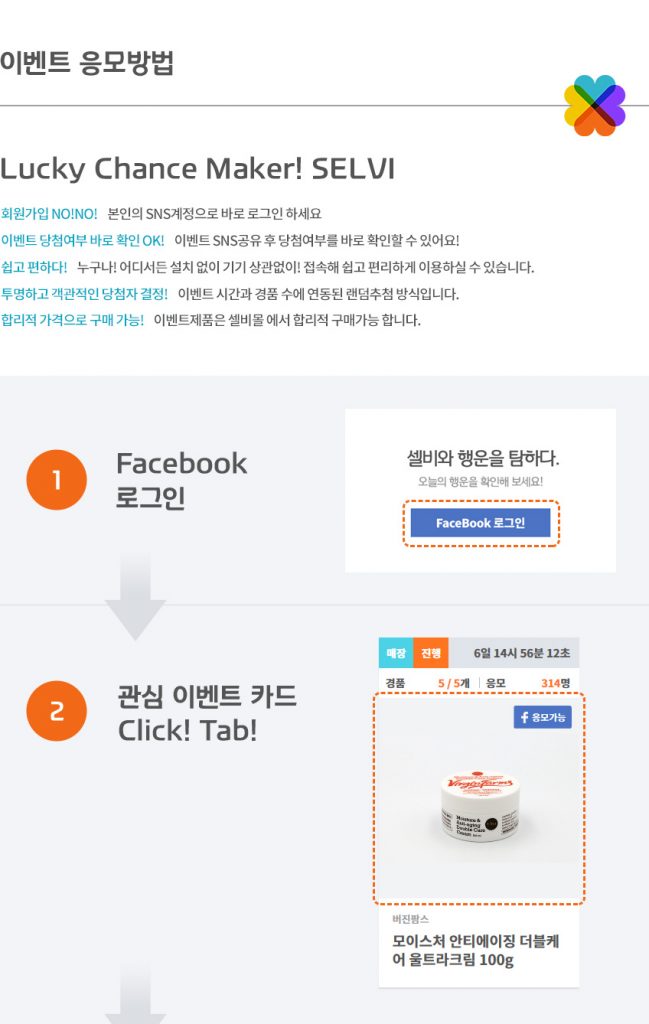 이벤트 응모방법
Lucky Chance Maker! SELVI
회원가입 NO!NO! 본인의 SNS계정으로 바로 로그인 하세요
이벤트 당첨여부 바로 확인 OK! 이벤트 SNS공유 후 당첨여부를 바로 확인할 수 있어요!
쉽고 편하다! 누구나! 어디서든 설치 없이 기기 상관없이! 접속해 쉽고 편리하게 이용하실 수 있습니다.
투명하고 객관적인 당첨자 결정! 이벤트 시간과 경품 수에 연동된 랜덤추첨 방식입니다.
합리적 가격으로 구매 가능! 이벤트제품은 셀비몰 에서 합리적 구매가능 합니다.
1
Facebook
로그인
셀비와 행운을 탐하다.
오늘의 행운을 확인해 보세요!
FaceBook 로그인
2
관심 이벤트 카드
Click! Tab!
매장 진행 6일 14시 56분 12초
경품 5 / 5개 응모 314명
f 응모가능
VirginFarms
Moisture &
Anti-aging
Double Care
Cream
버진팜스
모이스처 안티에이징 더블케
어 울트라크림 100g